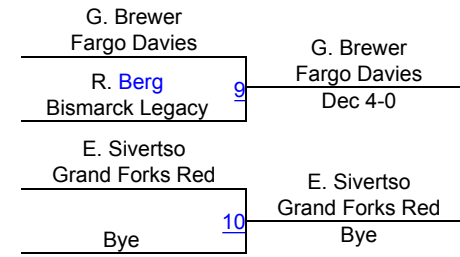 G. Brewer
Fargo Davies
R. Berg
Bismarck Legacy
9
G. Brewer
Fargo Davies
Dec 4-0
E. Sivertso
Grand Forks Red
Bye
10
E. Sivertso
Grand Forks Red
Bye